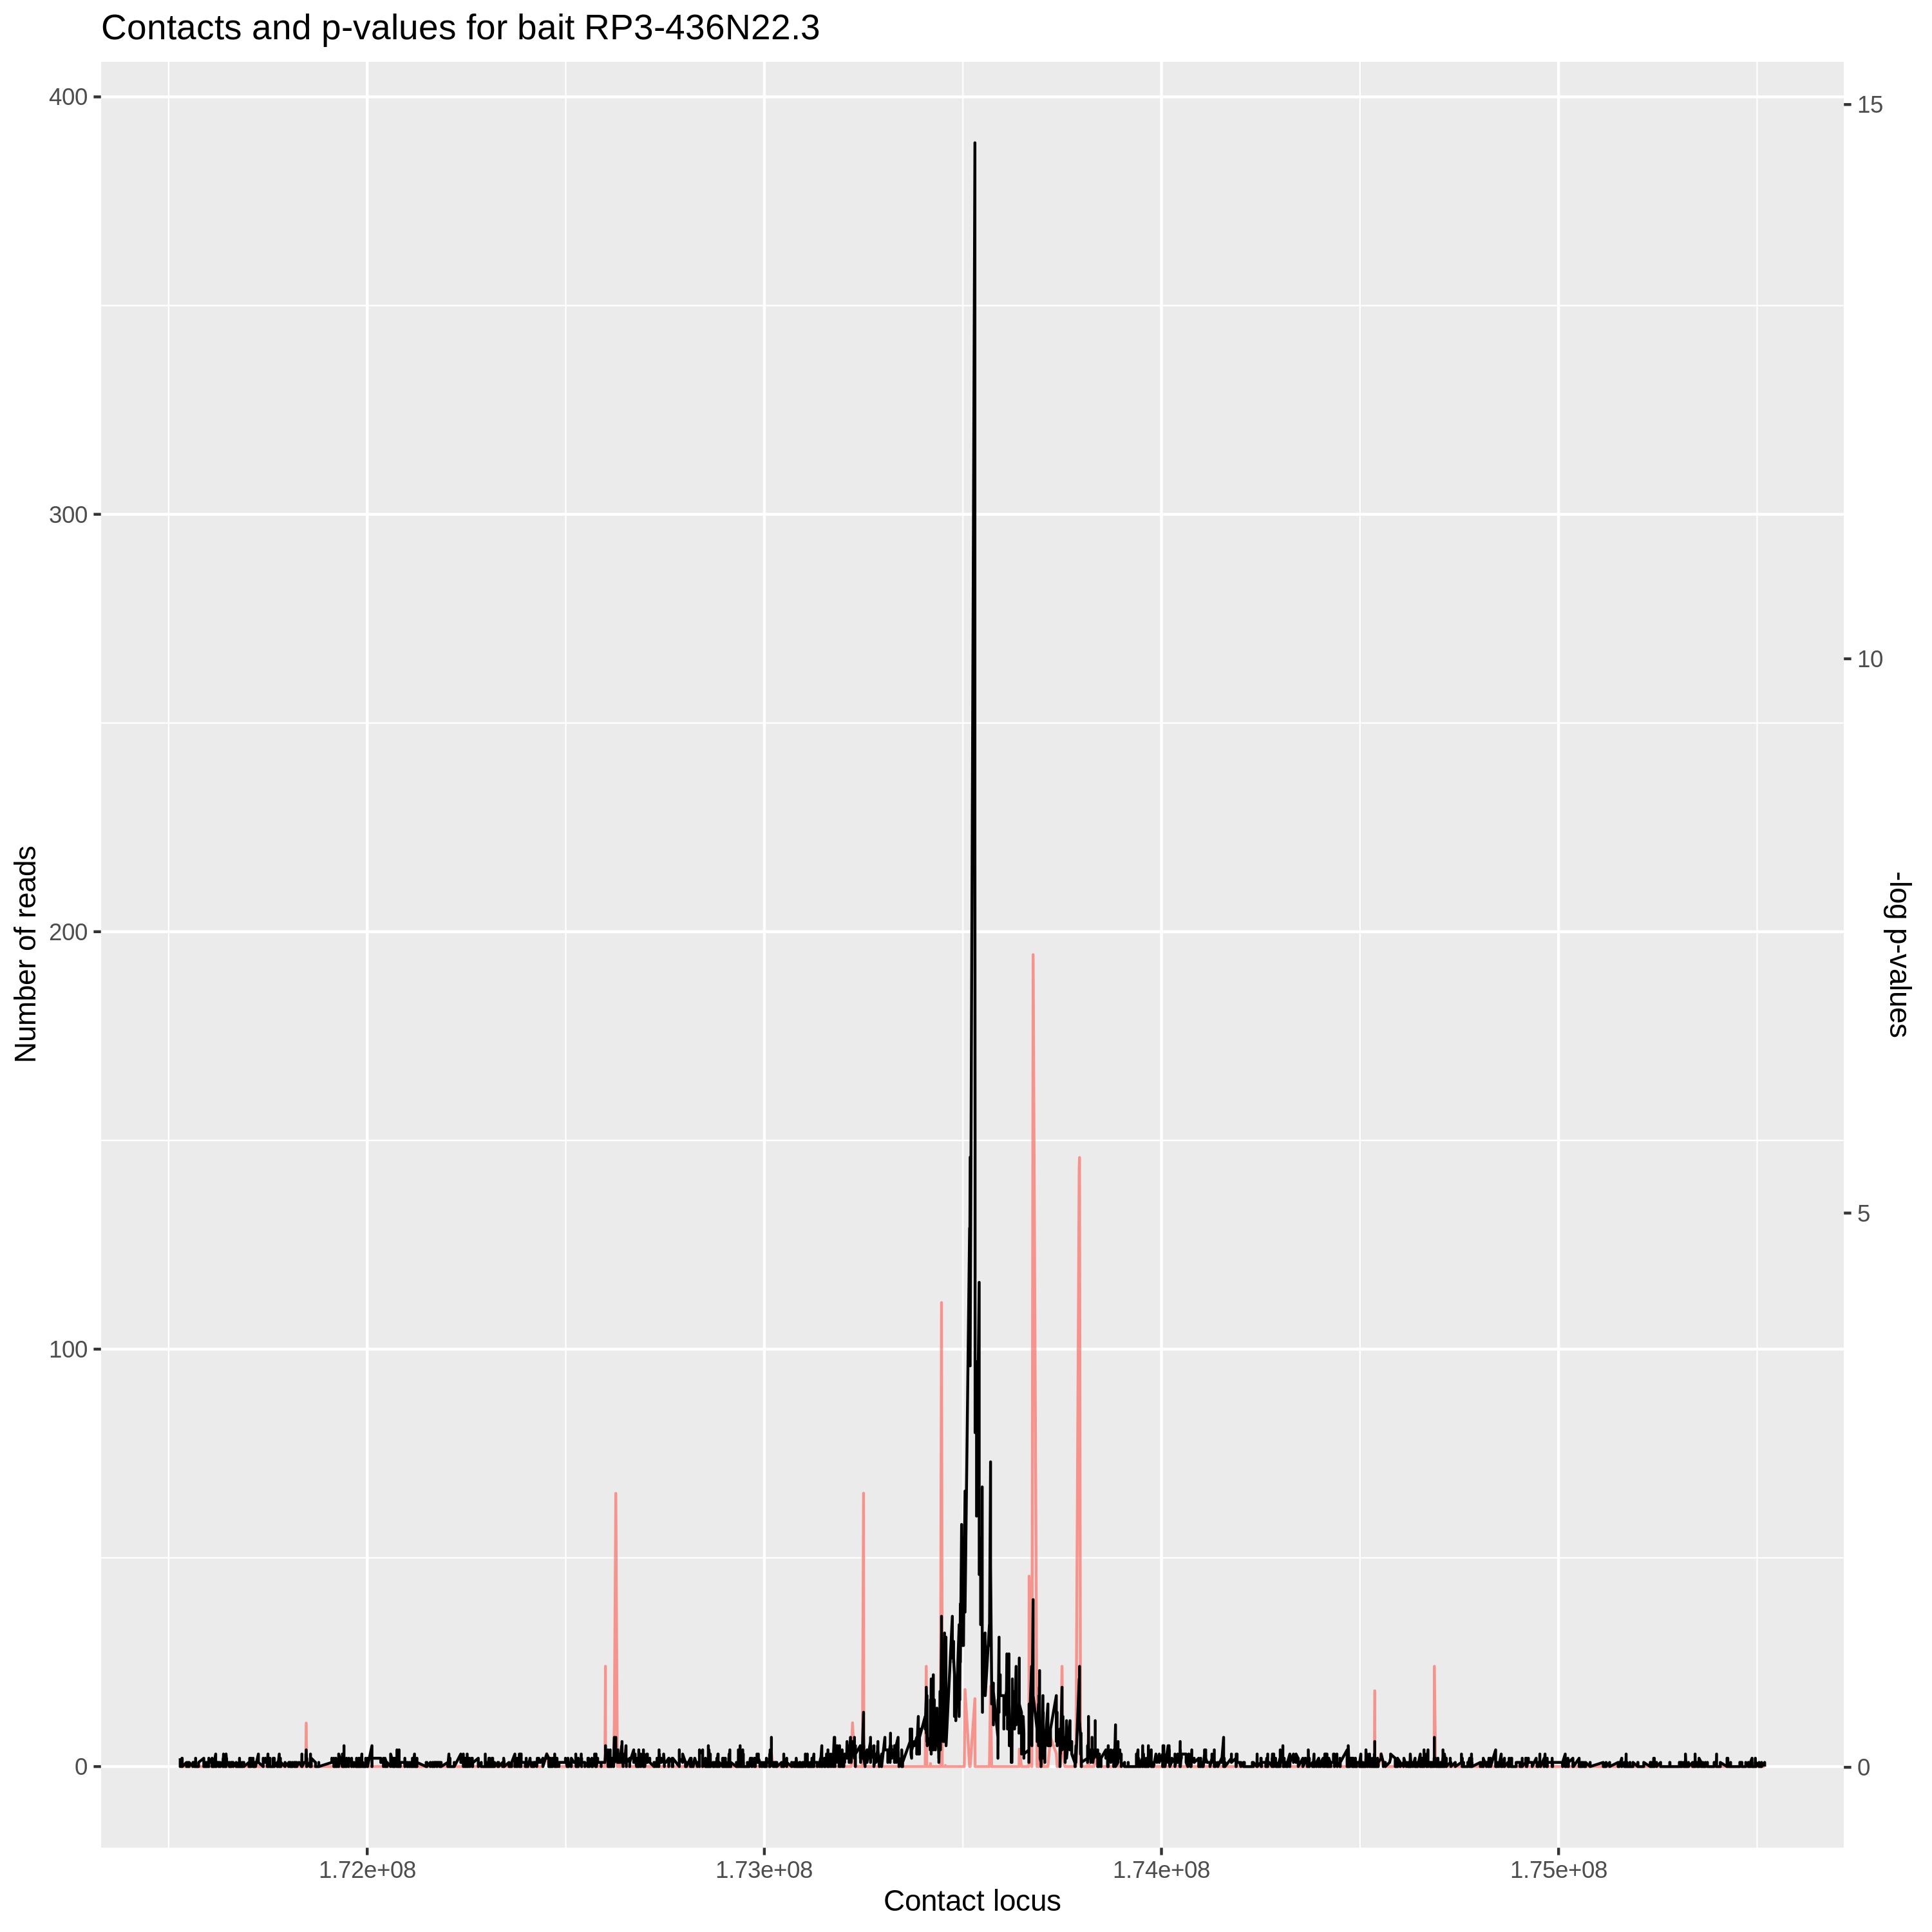 Contacts and p-values for bait RP3-436N22.3
400
300
200
100
0
Number of reads
15
10
5
0
-log p-values
1.72e+08 1.73e+08 1.74e+08 1.75e+08
Contact locus